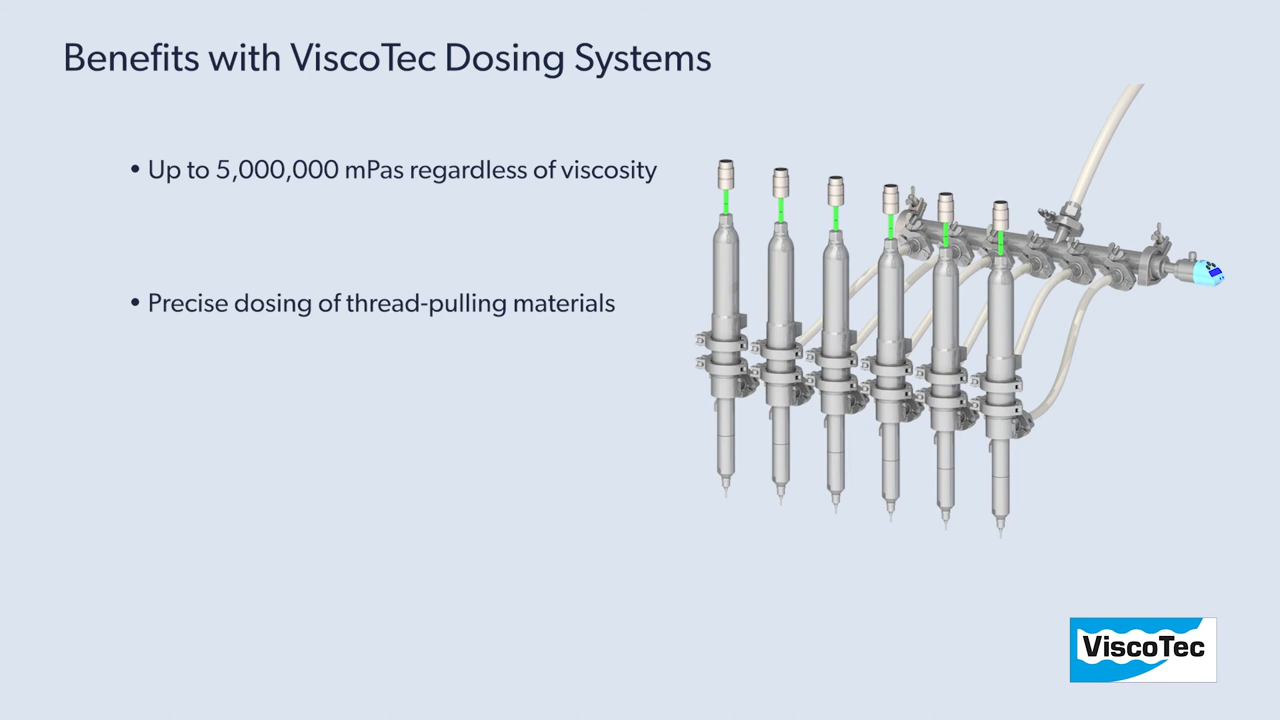 Benefits with ViscoTec Dosing Systems
• Up to 5,000,000 mPas regardless of viscosity
• Precise dosing of thread-pulling materials
ViscoTec